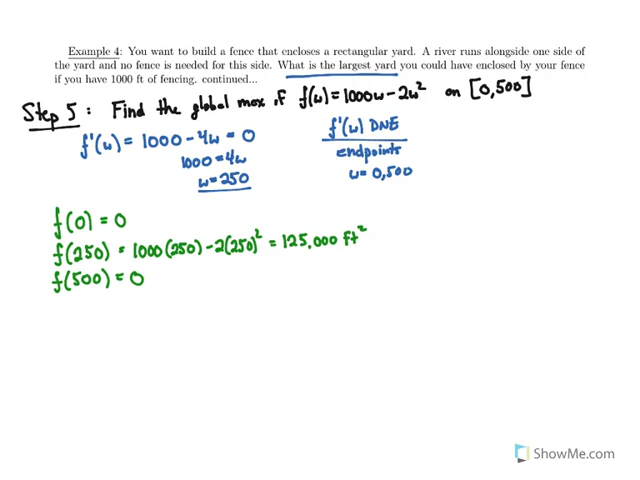 Example 4: You want to build a fence that encloses a rectangular yard. A river runs alongside one side of
the yard and no fence is needed for this side. What is the largest yard you could have enclosed by your fence
if you have 1000 ft of fencing. continued...
Step 5: Find the global max if f(w) = 1000w - 2w² on [0,500]
f'(w) = 1000 - 4w = 0
1000 = 4w
w = 250
f'(w) DNE
endpoints
w = 0,500
f(0) = 0
f(250) = 1000(250) - 2(250)² = 125,000 ft²
f(500) = 0
ShowMe.com